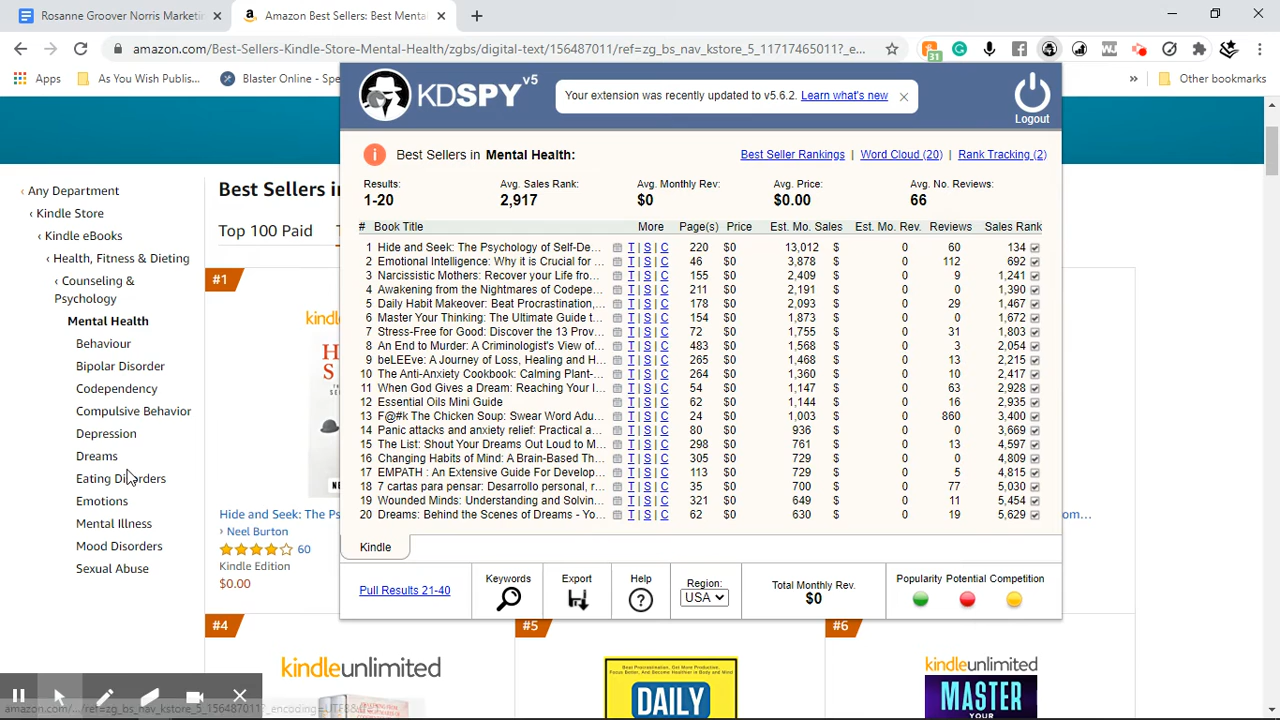 Rosanne Groover Norris Marketi
Amazon Best Sellers: Best Menta
amazon.com/Best-Sellers-Kindle-Store-Mental-Health/zgbs/digital-text/156487011/ref=zg_bs_nav_kstore_5_11717465011?_e...
31
Apps
As You Wish Publis...
Blaster Online - Spe
»
Other bookmarks
KDSPY v5
Your extension was recently updated to v5.6.2. Learn what's new
Logout
Best Sellers in Mental Health:
Best Seller Rankings | Word Cloud (20) | Rank Tracking (2)
Results: Avg. Sales Rank: Avg. Monthly Rev: Avg. Price: Avg. No. Reviews:
1-20 2,917 $0 $0.00 66
# Book Title More Page(s) Price Est. Mo. Sales Est. Mo. Rev. Reviews Sales Rank
1 Hide and Seek: The Psychology of Self-De... T | S | C 220 $0 13,012 $ 0 60 134
2 Emotional Intelligence: Why it is Crucial for ... T | S | C 46 $0 3,878 $ 0 112 692
3 Narcissistic Mothers: Recover your Life fro... T | S | C 155 $0 2,409 $ 0 9 1,241
4 Awakening from the Nightmares of Codepe... T | S | C 211 $0 2,191 $ 0 0 1,390
5 Daily Habit Makeover: Beat Procrastination,... T | S | C 178 $0 2,093 $ 0 29 1,467
6 Master Your Thinking: The Ultimate Guide t... T | S | C 154 $0 1,873 $ 0 0 1,672
7 Stress-Free for Good: Discover the 13 Prov... T | S | C 72 $0 1,755 $ 0 31 1,803
8 An End to Murder: A Criminologist's View of... T | S | C 483 $0 1,568 $ 0 3 2,054
9 beLEEve: A Journey of Loss, Healing and H... T | S | C 265 $0 1,468 $ 0 13 2,215
10 The Anti-Anxiety Cookbook: Calming Plant-... T | S | C 264 $0 1,360 $ 0 10 2,417
11 When God Gives a Dream: Reaching Your I... T | S | C 54 $0 1,147 $ 0 63 2,928
12 Essential Oils Mini Guide T | S | C 62 $0 1,144 $ 0 16 2,935
13 F@#k The Chicken Soup: Swear Word Adu... T | S | C 24 $0 1,003 $ 0 860 3,400
14 Panic attacks and anxiety relief: Practical a... T | S | C 80 $0 936 $ 0 0 3,669
15 The List: Shout Your Dreams Out Loud to M... T | S | C 298 $0 761 $ 0 13 4,597
16 Changing Habits of Mind: A Brain-Based ... T | S | C 305 $0 729 $ 0 0 4,809
17 EMPATH : An Extensive Guide For Develop... T | S | C 113 $0 729 $ 0 5 4,815
18 7 cartas para pensar: Desarrollo personal, r... T | S | C 35 $0 700 $ 0 77 5,030
19 Wounded Minds: Understanding and Solvin... T | S | C 321 $0 649 $ 0 11 5,454
20 Dreams: Behind the Scenes of Dreams - Yo... T | S | C 62 $0 630 $ 0 19 5,629
Kindle
Pull Results 21-40
Keywords
Export
Help
Region:
USA
Total Monthly Rev.
$0
Popularity Potential Competition
‹ Any Department
‹ Kindle Store
‹ Kindle eBooks
‹ Health, Fitness & Dieting
‹ Counseling &
Psychology
Mental Health
Behaviour
Bipolar Disorder
Codependency
Compulsive Behavior
Depression
Dreams
Eating Disorders
Emotions
Mental Illness
Mood Disorders
Sexual Abuse
Best Sellers in
Top 100 Paid
#1
Hide and Seek: The Ps
› Neel Burton
60
Kindle Edition
$0.00
om...
#4
kindleunlimited
#5
DAILY
#6
kindleunlimited
MASTER
YOUR